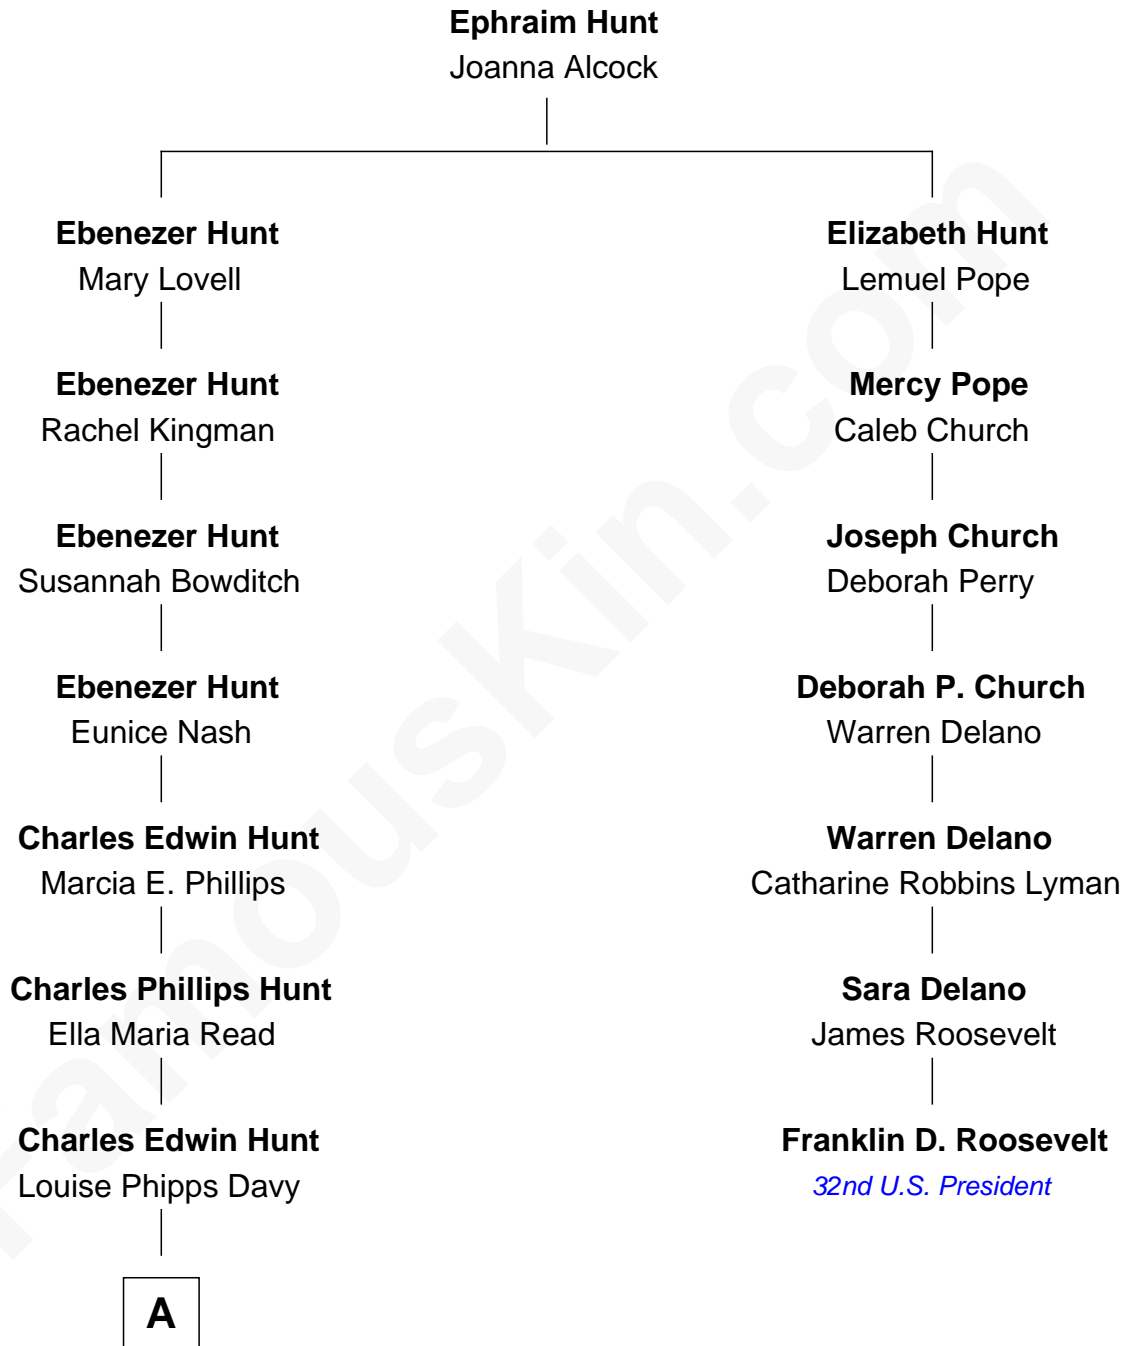 Ephraim Hunt
Joanna Alcock
Ebenezer Hunt
Mary Lovell
Elizabeth Hunt
Lemuel Pope
Ebenezer Hunt
Rachel Kingman
Mercy Pope
Caleb Church
Ebenezer Hunt
Susannah Bowditch
Joseph Church
Deborah Perry
Ebenezer Hunt
Eunice Nash
Deborah P. Church
Warren Delano
Charles Edwin Hunt
Marcia E. Phillips
Warren Delano
Catharine Robbins Lyman
Charles Phillips Hunt
Ella Maria Read
Sara Delano
James Roosevelt
Charles Edwin Hunt
Louise Phipps Davy
Franklin D. Roosevelt
32nd U.S. President
A
FamousKin.com